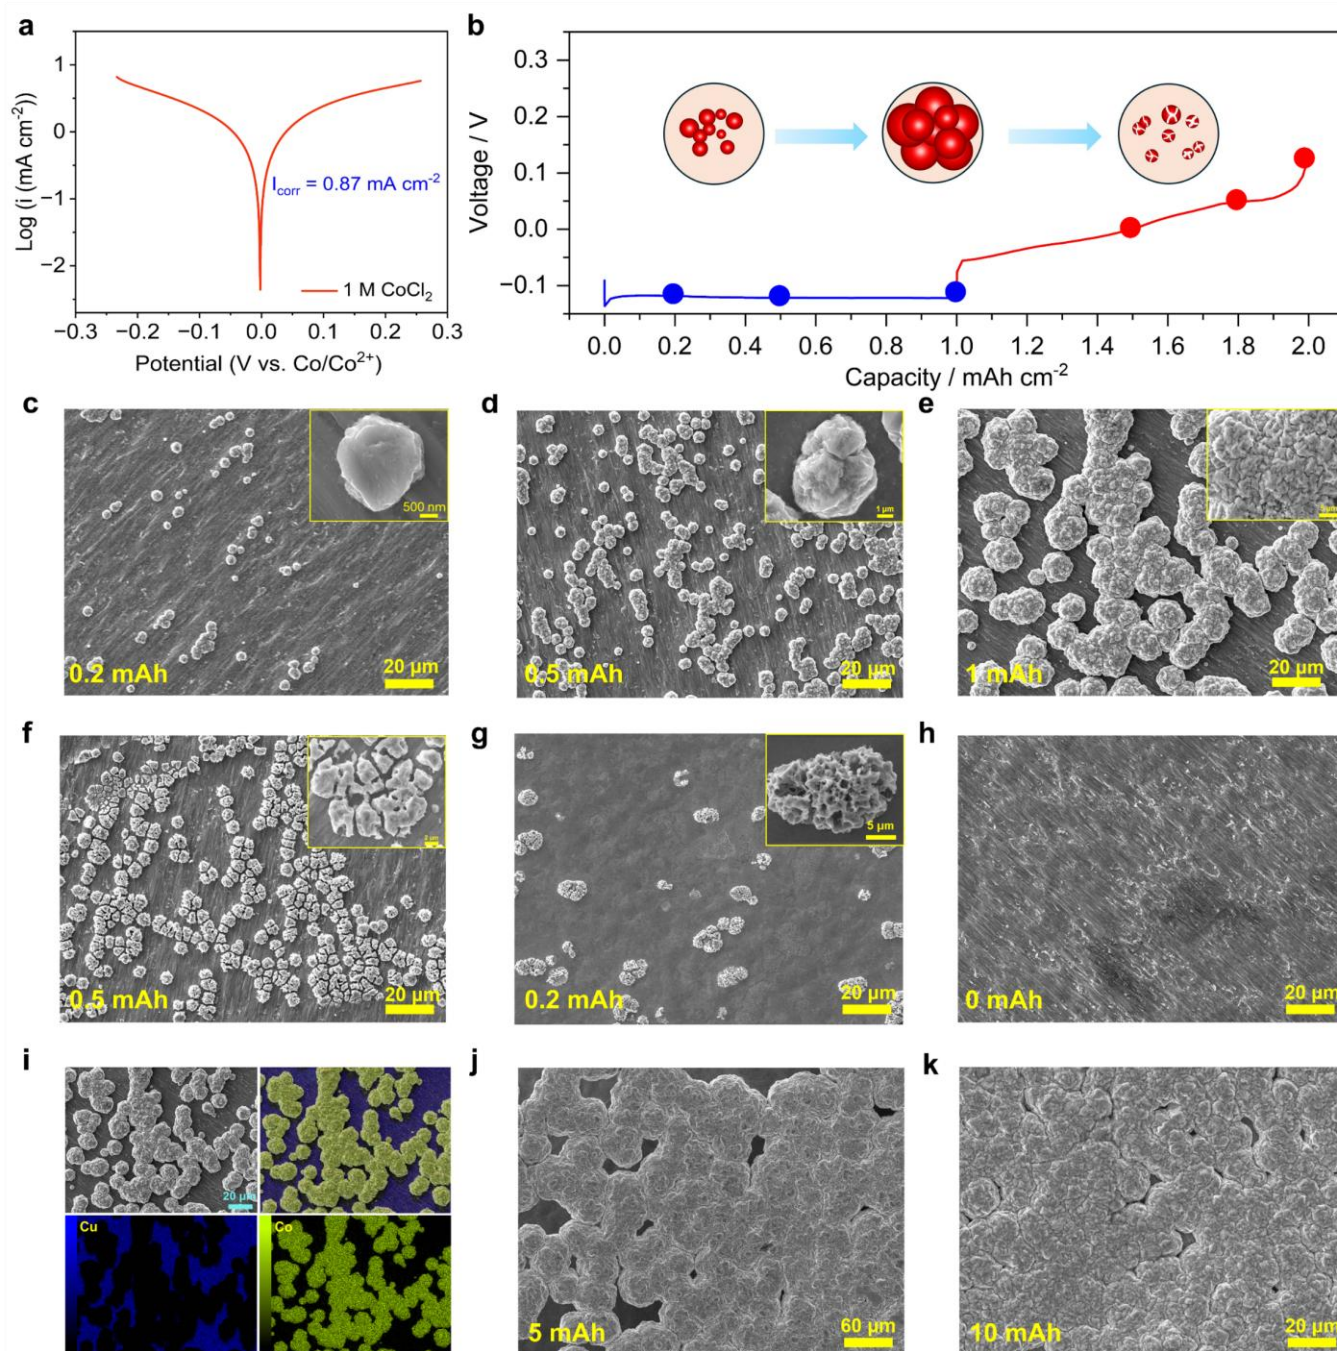 a
1
0
−1
−2
Log (i (mA cm-2))
Icorr = 0.87 mA cm-2
1 M CoCl2
−0.3 −0.2 −0.1 0.0 0.1 0.2 0.3
Potential (V vs. Co/Co2+)
b
0.3
0.2
0.1
0.0
−0.1
Voltage / V
0.0 0.2 0.4 0.6 0.8 1.0 1.2 1.4 1.6 1.8 2.0
Capacity / mAh cm-2
c
500 nm
0.2 mAh
20 µm
d
1 µm
0.5 mAh
20 µm
e
1 mAh
20 µm
f
2 µm
0.5 mAh
20 µm
g
5 µm
0.2 mAh
20 µm
h
0 mAh
20 µm
i
20 µm
Cu
Co
j
5 mAh
60 µm
k
10 mAh
20 µm